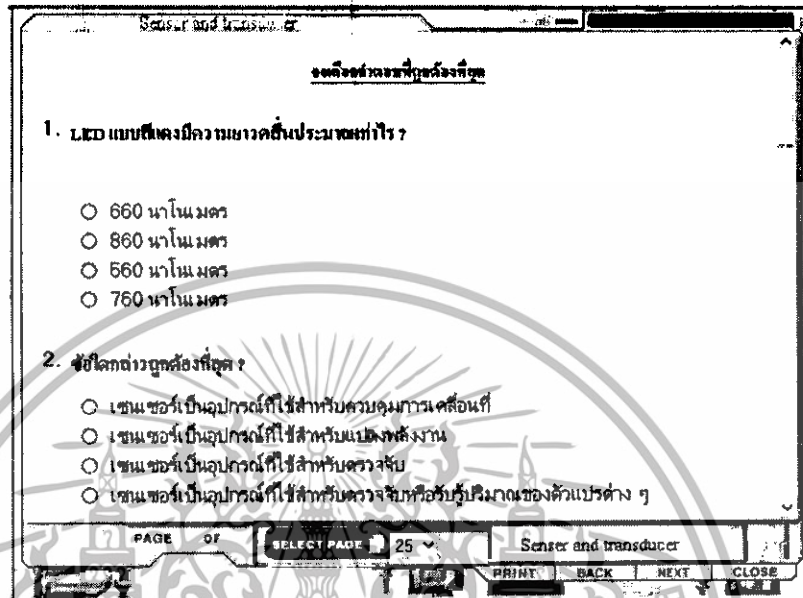 Senser and transducer
จงเลือกคำตอบที่ถูกต้องที่สุด
1. LED แบบสีแดงมีความยาวคลื่นประมาณเท่าไร ?
660 นาโนเมตร
860 นาโนเมตร
560 นาโนเมตร
760 นาโนเมตร
2. ข้อใดกล่าวถูกต้องที่สุด ?
เซนเซอร์เป็นอุปกรณ์ที่ใช้สำหรับควบคุมการเคลื่อนที่
เซนเซอร์เป็นอุปกรณ์ที่ใช้สำหรับแปลงพลังงาน
เซนเซอร์เป็นอุปกรณ์ที่ใช้สำหรับตรวจจับ
เซนเซอร์เป็นอุปกรณ์ที่ใช้สำหรับตรวจจับหรือรับรู้ปริมาณของตัวแปรต่าง ๆ
PAGE OF SELECT PAGE 25 Senser and transducer
PRINT BACK NEXT CLOSE